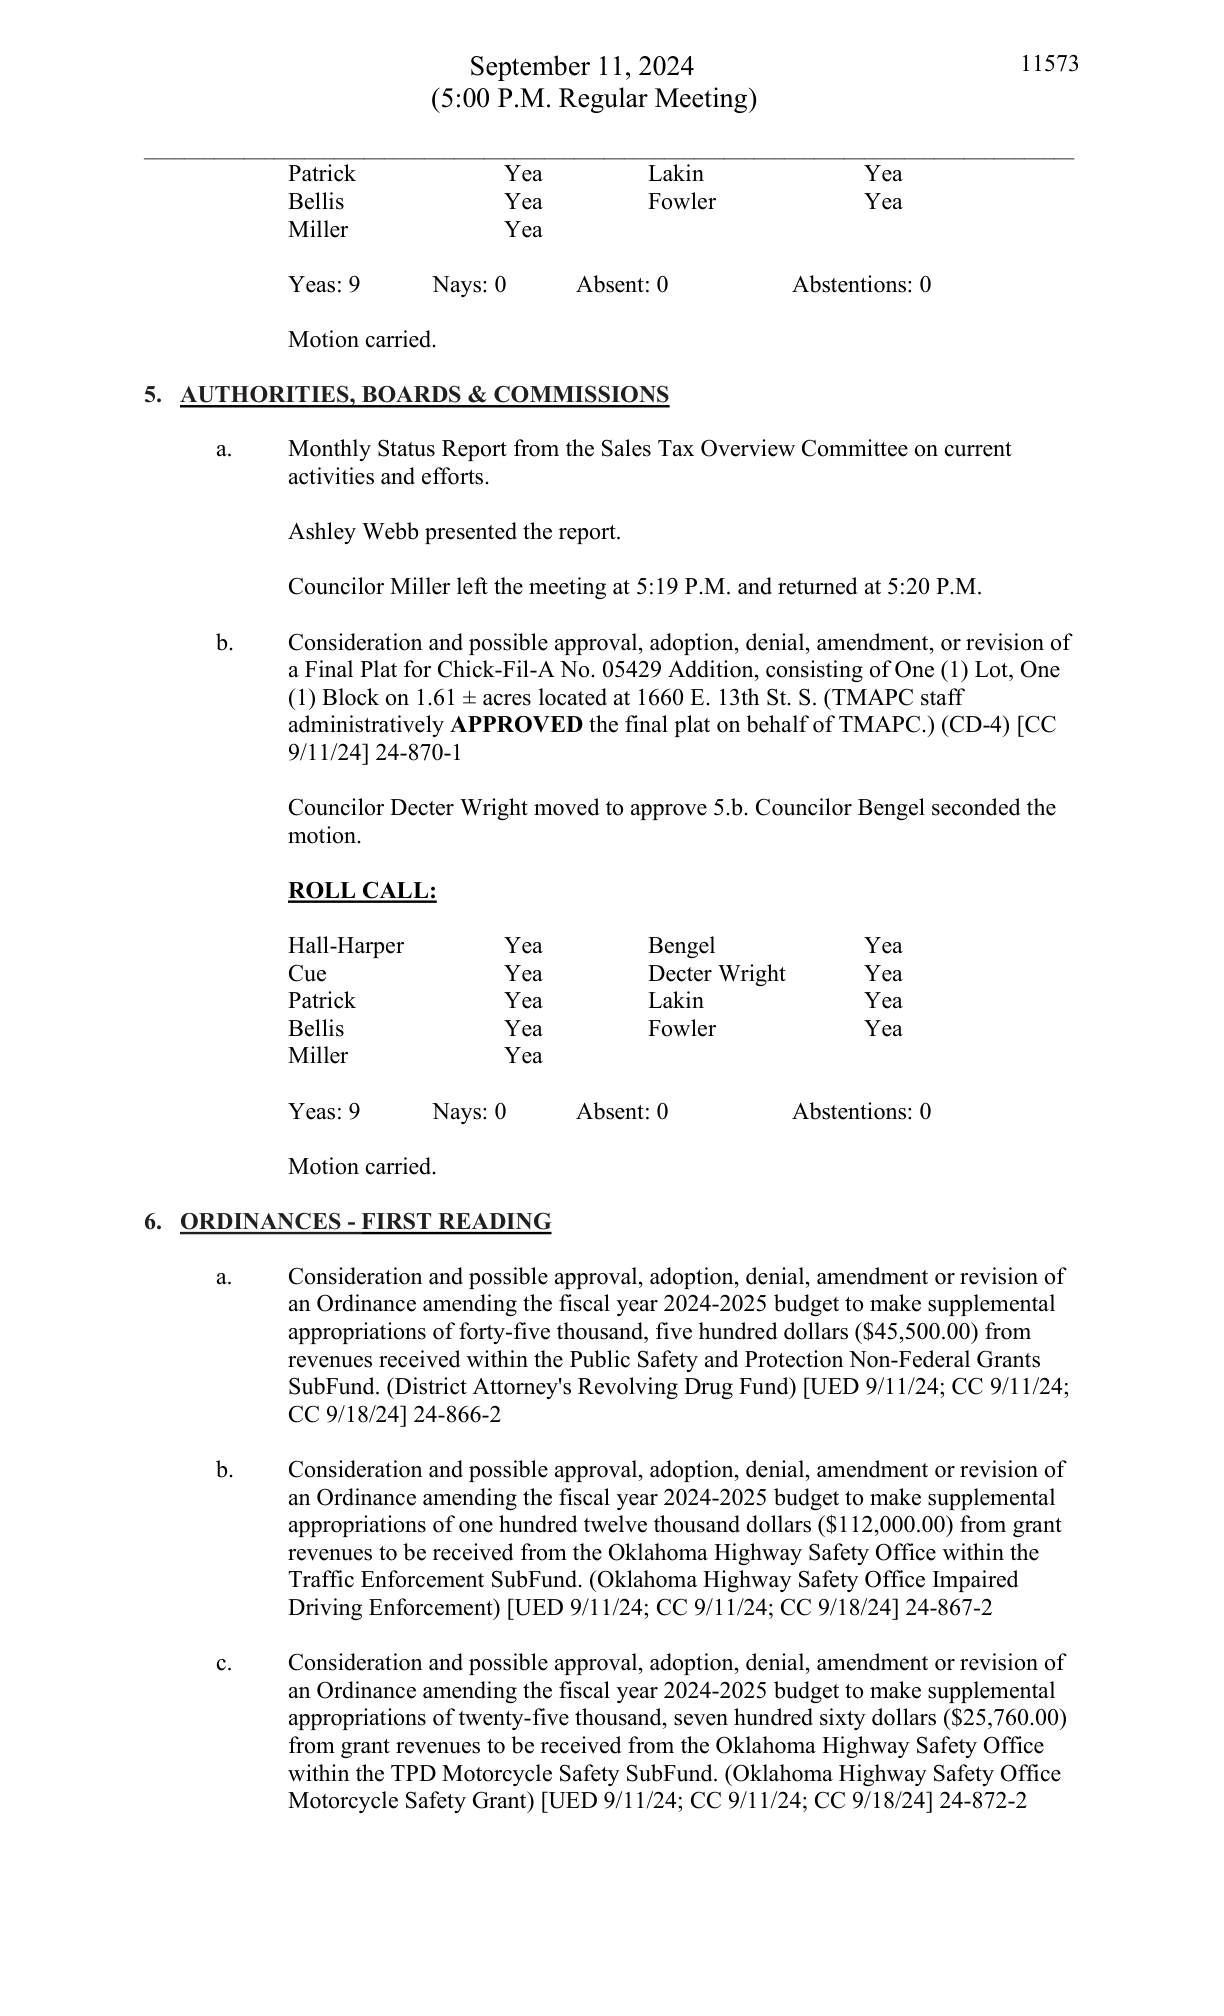 September 11, 2024 11573
(5:00 P.M. Regular Meeting)
Patrick Yea Lakin Yea
Bellis Yea Fowler Yea
Miller Yea
Yeas: 9 Nays: 0 Absent: 0 Abstentions: 0
Motion carried.
5. AUTHORITIES, BOARDS & COMMISSIONS
a. Monthly Status Report from the Sales Tax Overview Committee on current
activities and efforts.
Ashley Webb presented the report.
Councilor Miller left the meeting at 5:19 P.M. and returned at 5:20 P.M.
b. Consideration and possible approval, adoption, denial, amendment, or revision of
a Final Plat for Chick-Fil-A No. 05429 Addition, consisting of One (1) Lot, One
(1) Block on 1.61 ± acres located at 1660 E. 13th St. S. (TMAPC staff
administratively APPROVED the final plat on behalf of TMAPC.) (CD-4) [CC
9/11/24] 24-870-1
Councilor Decter Wright moved to approve 5.b. Councilor Bengel seconded the
motion.
ROLL CALL:
Hall-Harper Yea Bengel Yea
Cue Yea Decter Wright Yea
Patrick Yea Lakin Yea
Bellis Yea Fowler Yea
Miller Yea
Yeas: 9 Nays: 0 Absent: 0 Abstentions: 0
Motion carried.
6. ORDINANCES - FIRST READING
a. Consideration and possible approval, adoption, denial, amendment or revision of
an Ordinance amending the fiscal year 2024-2025 budget to make supplemental
appropriations of forty-five thousand, five hundred dollars ($45,500.00) from
revenues received within the Public Safety and Protection Non-Federal Grants
SubFund. (District Attorney's Revolving Drug Fund) [UED 9/11/24; CC 9/11/24;
CC 9/18/24] 24-866-2
b. Consideration and possible approval, adoption, denial, amendment or revision of
an Ordinance amending the fiscal year 2024-2025 budget to make supplemental
appropriations of one hundred twelve thousand dollars ($112,000.00) from grant
revenues to be received from the Oklahoma Highway Safety Office within the
Traffic Enforcement SubFund. (Oklahoma Highway Safety Office Impaired
Driving Enforcement) [UED 9/11/24; CC 9/11/24; CC 9/18/24] 24-867-2
c. Consideration and possible approval, adoption, denial, amendment or revision of
an Ordinance amending the fiscal year 2024-2025 budget to make supplemental
appropriations of twenty-five thousand, seven hundred sixty dollars ($25,760.00)
from grant revenues to be received from the Oklahoma Highway Safety Office
within the TPD Motorcycle Safety SubFund. (Oklahoma Highway Safety Office
Motorcycle Safety Grant) [UED 9/11/24; CC 9/11/24; CC 9/18/24] 24-872-2